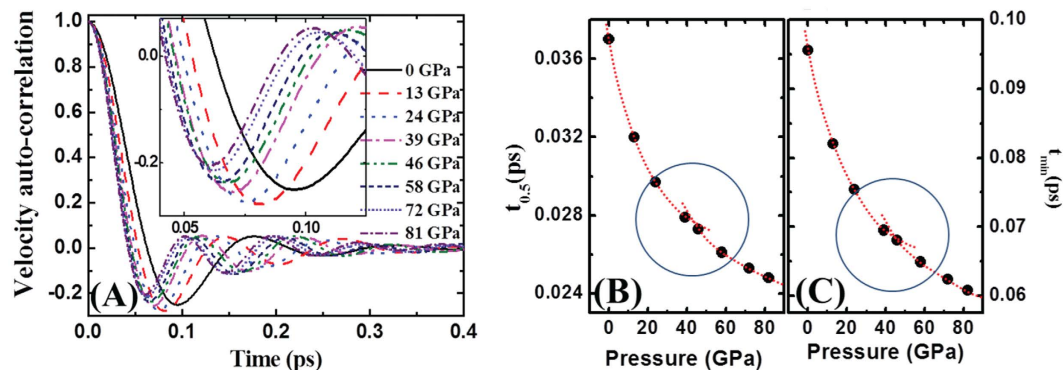 Velocity auto-correlation
1.0
0.8
0.6
0.4
0.2
0.0
-0.2
0.0
0.1
0.2
0.3
0.4
Time (ps)
(A)
0.0
-0.2
0.05
0.10
0 GPa
13 GPa
24 GPa
39 GPa
46 GPa
58 GPa
72 GPa
81 GPa
t0.5(ps)
0.036
0.032
0.028
0.024
(B)
0 20 40 60 80
Pressure (GPa)
(C)
0 20 40 60 80
Pressure (GPa)
0.10
0.09
0.08
0.07
0.06
tmin(ps)